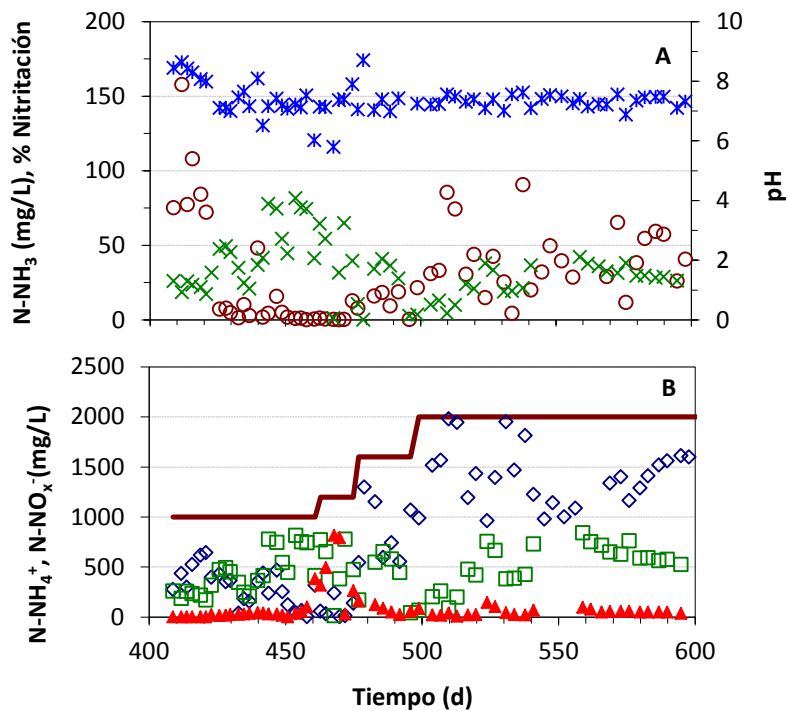 A
N-NH₃ (mg/L), % Nitritación
200
150
100
50
0
10
8
6
4
2
0
pH
B
N-NH₄⁺, N-NOₓ⁻(mg/L)
2500
2000
1500
1000
500
0
400 450 500 550 600
Tiempo (d)